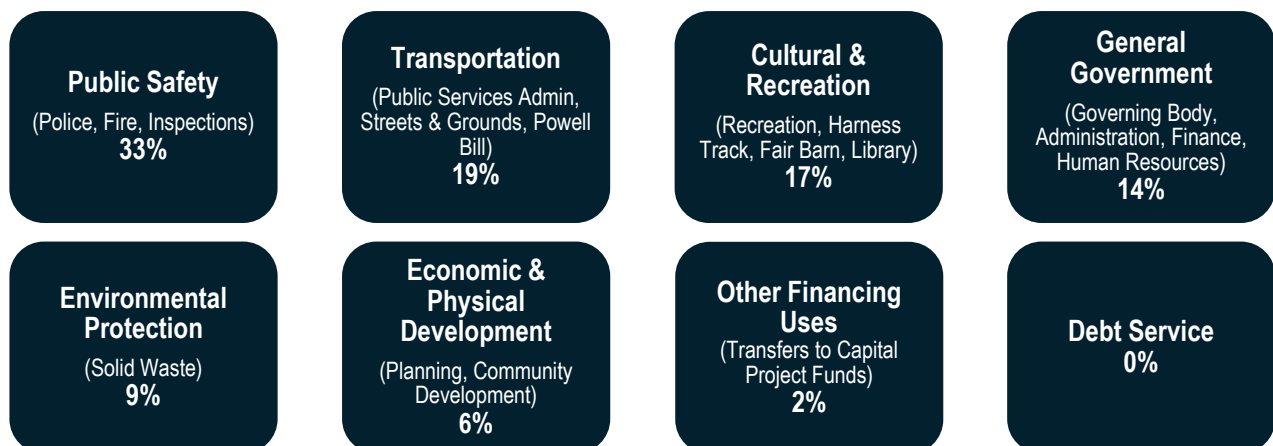 Public Safety
(Police, Fire, Inspections)
33%
Transportation
(Public Services Admin,
Streets & Grounds, Powell
Bill)
19%
Cultural &
Recreation
(Recreation, Harness
Track, Fair Barn, Library)
17%
General
Government
(Governing Body,
Administration, Finance,
Human Resources)
14%
Environmental
Protection
(Solid Waste)
9%
Economic &
Physical
Development
(Planning, Community
Development)
6%
Other Financing
Uses
(Transfers to Capital
Project Funds)
2%
Debt Service
0%